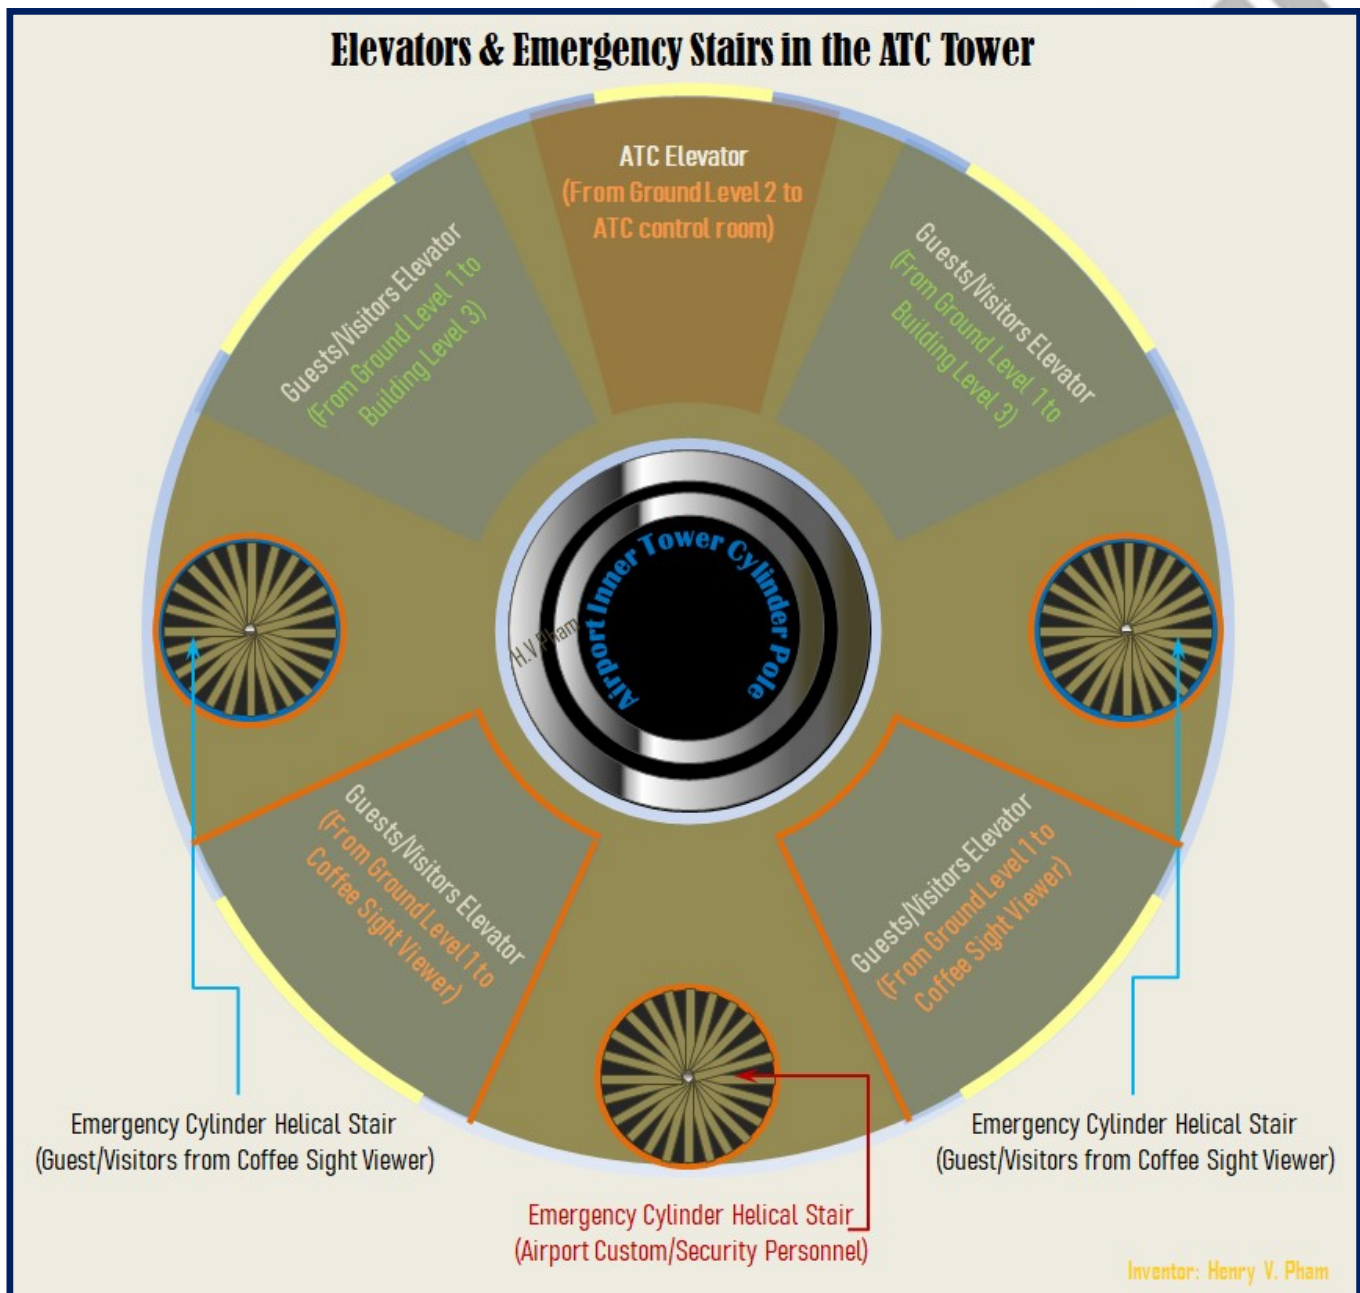 Elevators & Emergency Stairs in the ATC Tower
ATC Elevator
(From Ground Level 2 to
ATC control room)
Guests/Visitors Elevator
(From Ground Level 1 to
Building Level 3)
Guests/Visitors Elevator
(From Ground Level 1 to
Building Level 3)
Airport Inner Tower Cylinder Pole
H.V Pham
Guests/Visitors Elevator
(From Ground Level 1 to
Coffee Sight Viewer)
Guests/Visitors Elevator
(From Ground Level 1 to
Coffee Sight Viewer)
Emergency Cylinder Helical Stair
(Guest/Visitors from Coffee Sight Viewer)
Emergency Cylinder Helical Stair
(Guest/Visitors from Coffee Sight Viewer)
Emergency Cylinder Helical Stair
(Airport Custom/Security Personnel)
Inventor: Henry V. Pham